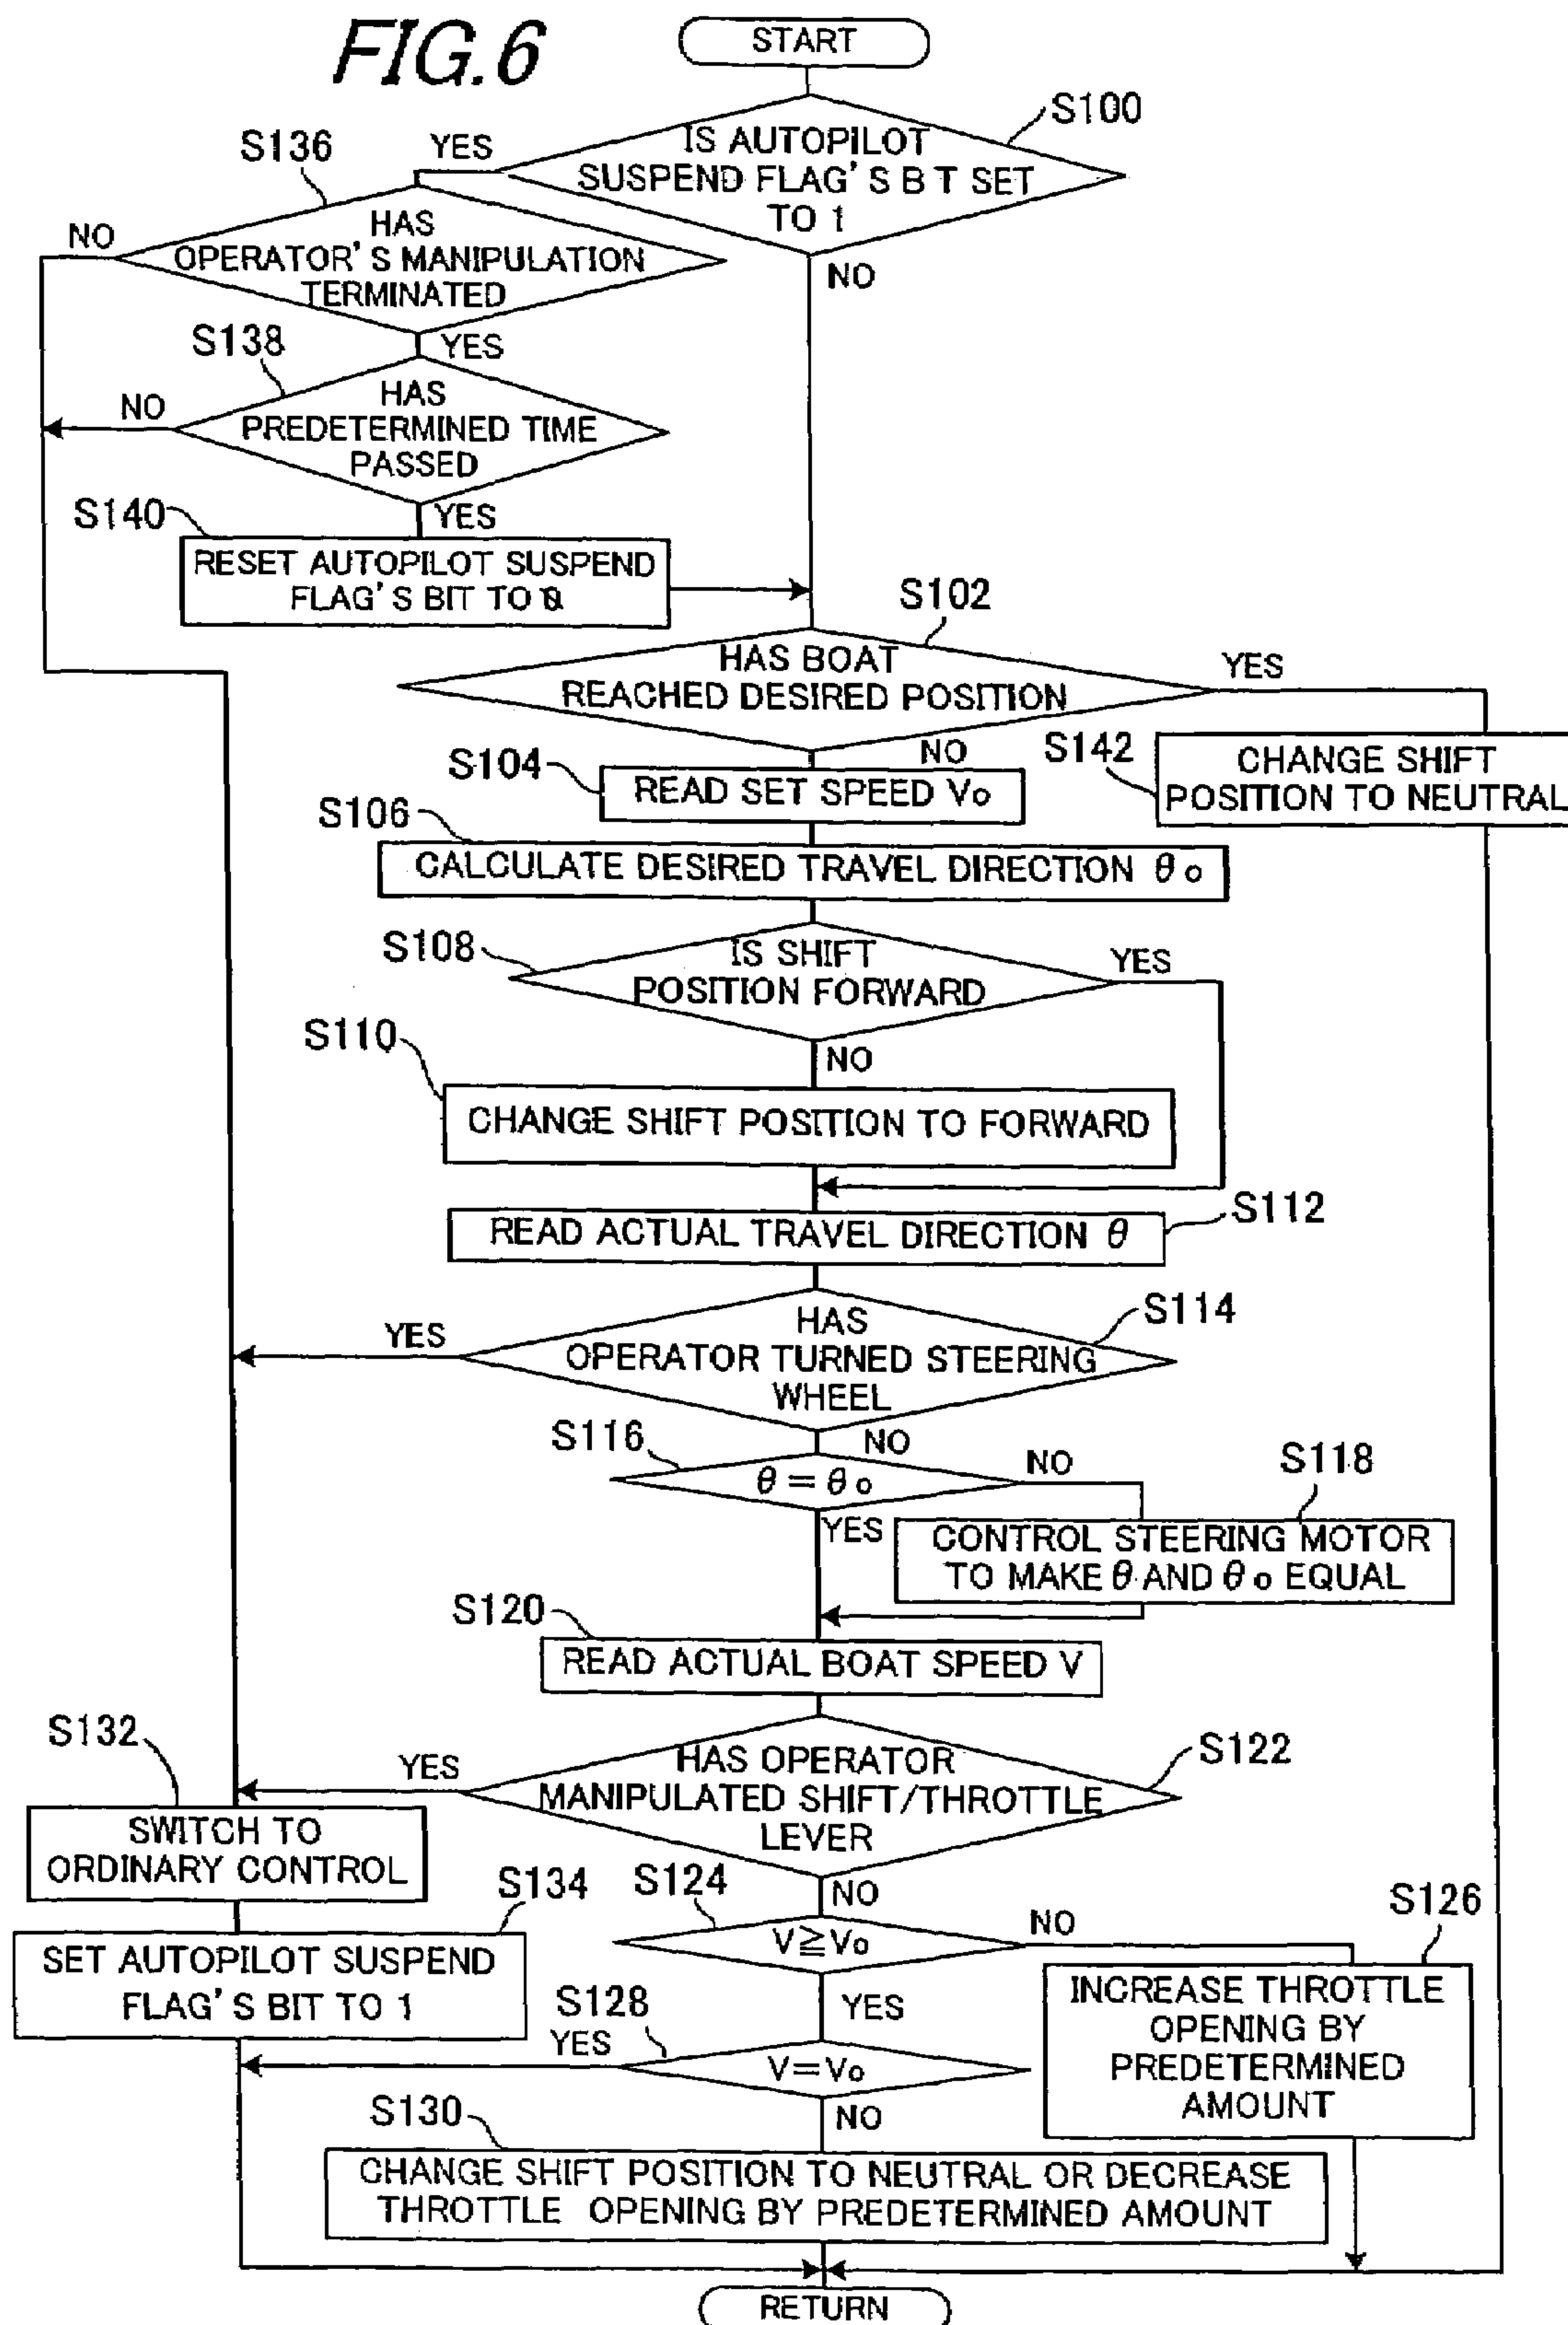 FIG.6
START
S100
IS AUTOPILOT
SUSPEND FLAG'S B T SET
TO 1
YES
NO
S136
HAS
OPERATOR'S MANIPULATION
TERMINATED
NO
YES
S138
HAS
PREDETERMINED TIME
PASSED
NO
YES
S140
RESET AUTOPILOT SUSPEND
FLAG'S BIT TO
S102
HAS BOAT
REACHED DESIRED POSITION
YES
NO
S142
CHANGE SHIFT
POSITION TO NEUTRAL
S104
READ SET SPEED Vo
S106
CALCULATE DESIRED TRAVEL DIRECTION θo
S108
IS SHIFT
POSITION FORWARD
YES
NO
S110
CHANGE SHIFT POSITION TO FORWARD
S112
READ ACTUAL TRAVEL DIRECTION θ
S114
HAS
OPERATOR TURNED STEERING
WHEEL
YES
NO
S116
θ=θo
NO
YES
S118
CONTROL STEERING MOTOR
TO MAKE θ AND θo EQUAL
S120
READ ACTUAL BOAT SPEED V
S122
HAS OPERATOR
MANIPULATED SHIFT/THROTTLE
LEVER
YES
NO
S132
SWITCH TO
ORDINARY CONTROL
S134
SET AUTOPILOT SUSPEND
FLAG'S BIT TO 1
S124
V≧Vo
NO
YES
S126
INCREASE THROTTLE
OPENING BY
PREDETERMINED
AMOUNT
S128
V=Vo
YES
NO
S130
CHANGE SHIFT POSITION TO NEUTRAL OR DECREASE
THROTTLE OPENING BY PREDETERMINED AMOUNT
RETURN